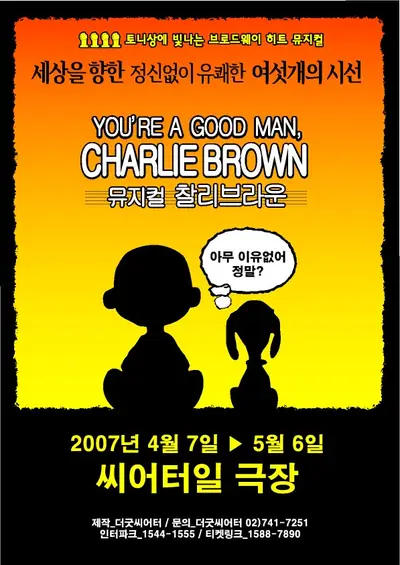 토니상에 빛나는 브로드웨이 히트 뮤지컬
세상을 향한 정신없이 유쾌한 여섯개의 시선
YOU'RE A GOOD MAN,
CHARLIE BROWN
뮤지컬 찰리브라운
아무 이유없어
정말?
2007년 4월 7일 ▶ 5월 6일
씨어터일 극장
제작_더굿씨어터 / 문의_더굿씨어터 02)741-7251
인터파크_1544-1555 / 티켓링크_1588-7890